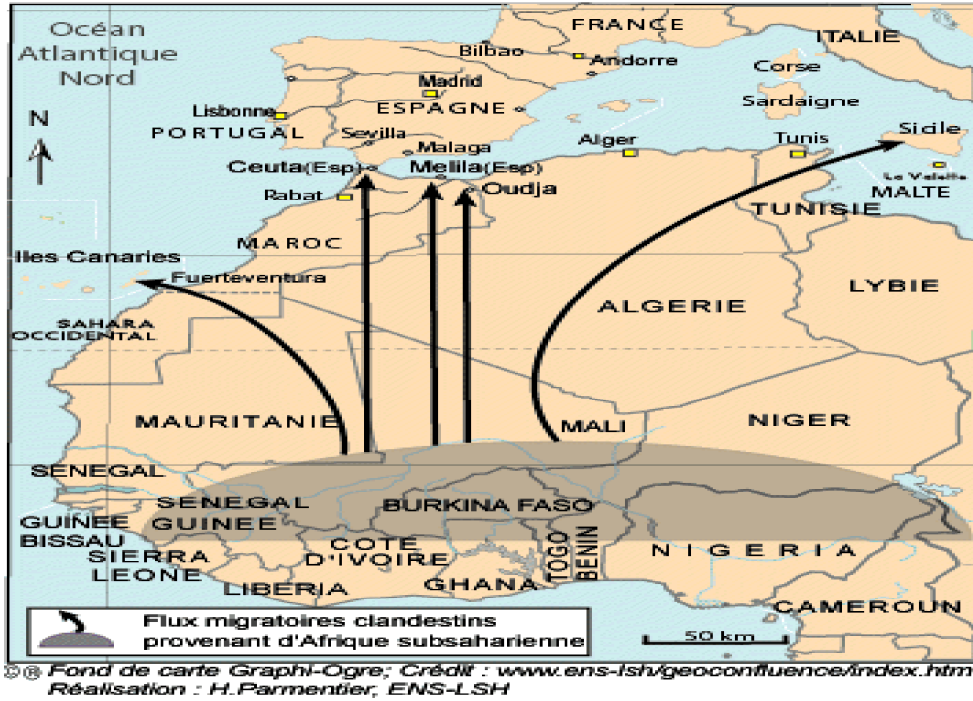 Océan
Atlantique
Nord
FRANCE
ITALIE
Bilbao
Andorre
Corse
Madrid
Sardaigne
N
Lisbonne
ESPAGNE
PORTUGAL
Sevilla
Malaga
Alger
Tunis
Sicile
Ceuta(Esp)
Melila(Esp)
La Valette
Rabat
Oudja
MALTE
TUNISIE
MAROC
Iles Canaries
Fuerteventura
ALGERIE
LYBIE
SAHARA
OCCIDENTAL
MAURITANIE
MALI
NIGER
SENEGAL
SENEGAL
BURKINA FASO
GUINEE
BISSAU
GUINEE
SIERRA
LEONE
COTE
D'IVOIRE
LIBERIA
GHANA
TOGO
BENIN
NIGERIA
CAMEROUN
Flux migratoires clandestins
provenant d'Afrique subsaharienne
50 km
©® Fond de carte Graphi-Ogre; Crédit : www.ens-lsh/geoconfluence/index.htm
Réalisation : H.Parmentier, ENS-LSH